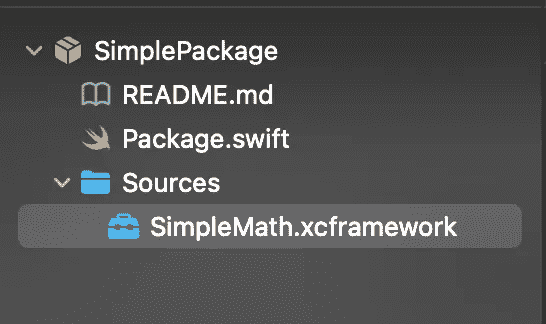 SimplePackage
README.md
Package.swift
Sources
SimpleMath.xcframework